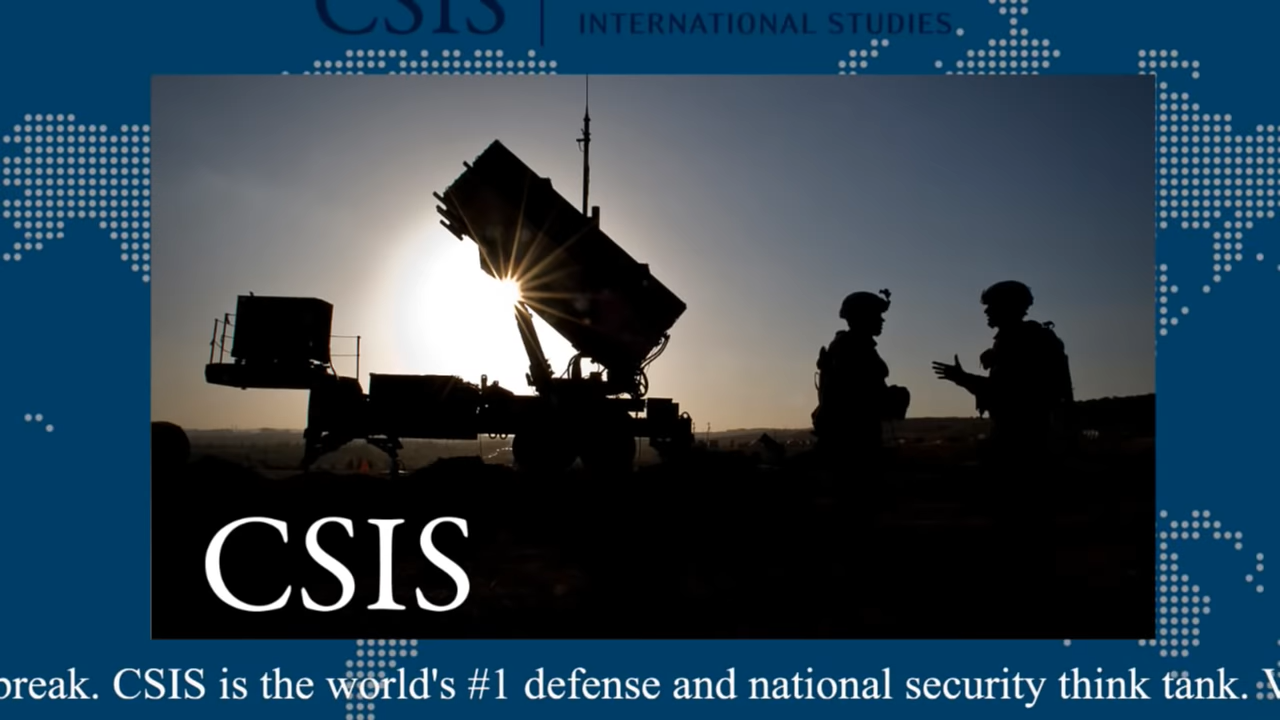 CSIS
INTERNATIONAL STUDIES
CSIS
break. CSIS is the world's #1 defense and national security think tank.